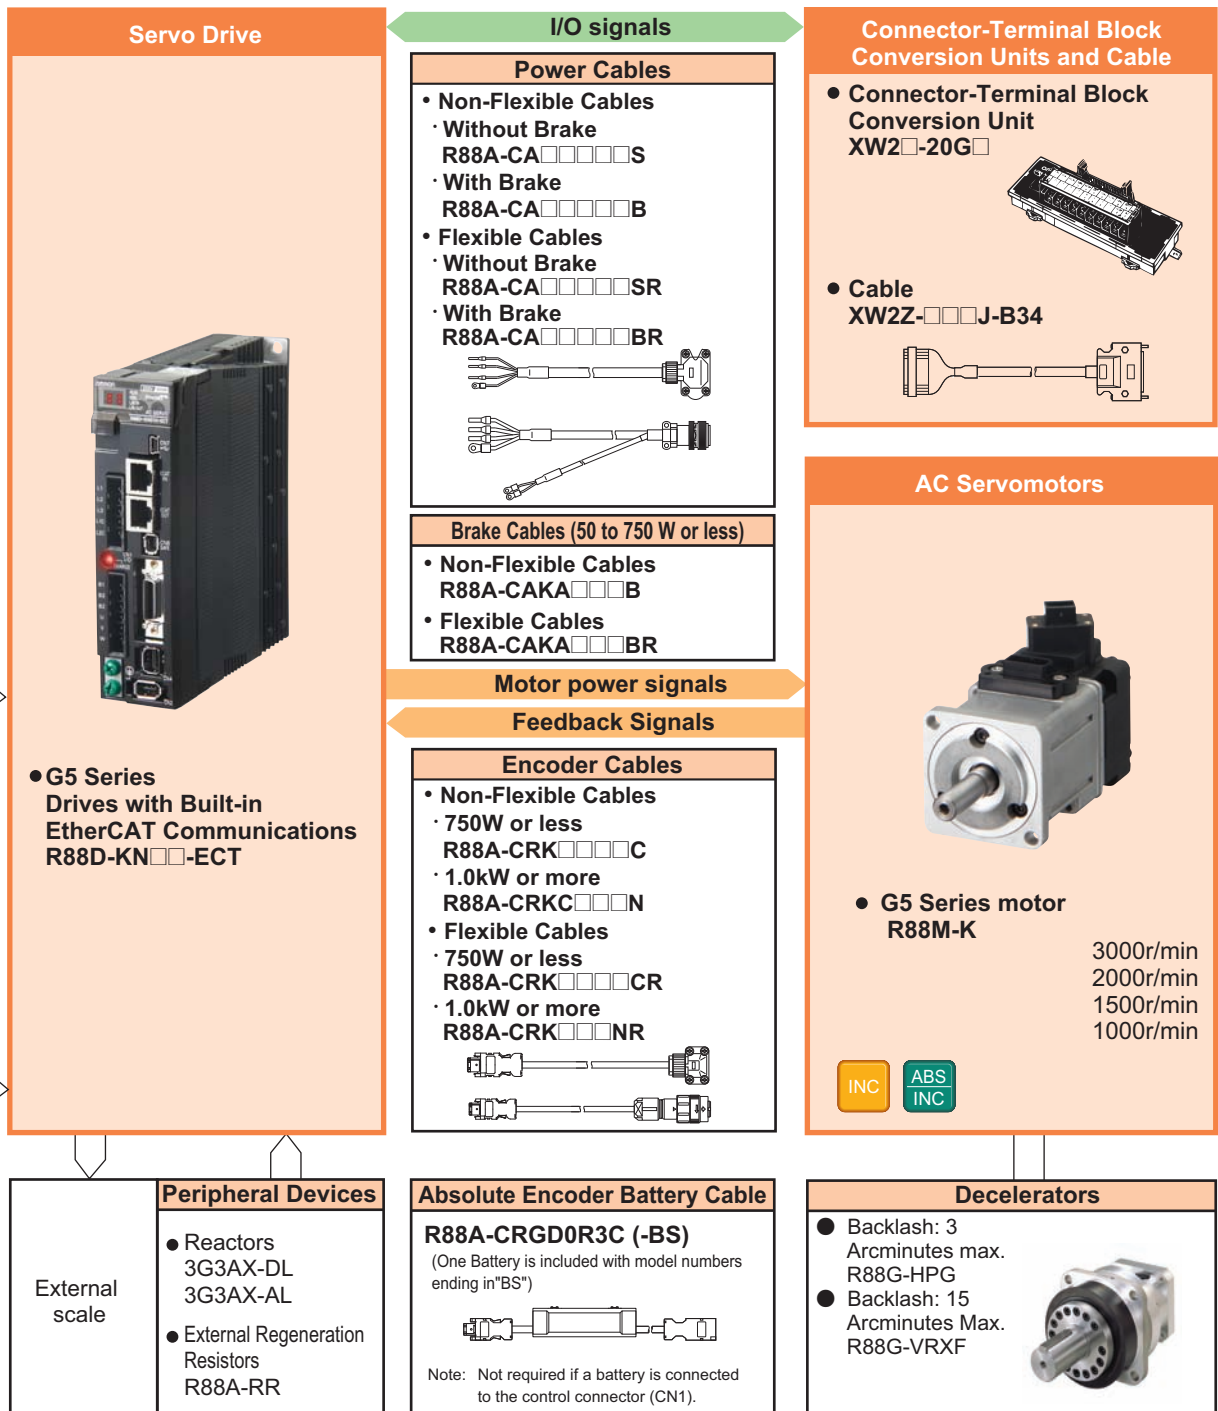 Servo Drive
• G5 Series
Drives with Built-in
EtherCAT Communications
R88D-KN□□-ECT
I/O signals
Power Cables
• Non-Flexible Cables
· Without Brake
R88A-CA□□□□□S
· With Brake
R88A-CA□□□□□B
• Flexible Cables
· Without Brake
R88A-CA□□□□□SR
· With Brake
R88A-CA□□□□□BR
Brake Cables (50 to 750 W or less)
• Non-Flexible Cables
R88A-CAKA□□□B
• Flexible Cables
R88A-CAKA□□□BR
Motor power signals
Feedback Signals
Encoder Cables
• Non-Flexible Cables
· 750W or less
R88A-CRK□□□□C
· 1.0kW or more
R88A-CRKC□□□N
• Flexible Cables
· 750W or less
R88A-CRK□□□□CR
· 1.0kW or more
R88A-CRK□□□NR
Connector-Terminal Block
Conversion Units and Cable
• Connector-Terminal Block
Conversion Unit
XW2□-20G□
• Cable
XW2Z-□□□J-B34
AC Servomotors
• G5 Series motor
R88M-K
3000r/min
2000r/min
1500r/min
1000r/min
INC
ABS
INC
External
scale
Peripheral Devices
• Reactors
3G3AX-DL
3G3AX-AL
• External Regeneration
Resistors
R88A-RR
Absolute Encoder Battery Cable
R88A-CRGD0R3C (-BS)
(One Battery is included with model numbers
ending in"BS")
Note: Not required if a battery is connected
to the control connector (CN1).
Decelerators
• Backlash: 3
Arcminutes max.
R88G-HPG
• Backlash: 15
Arcminutes Max.
R88G-VRXF